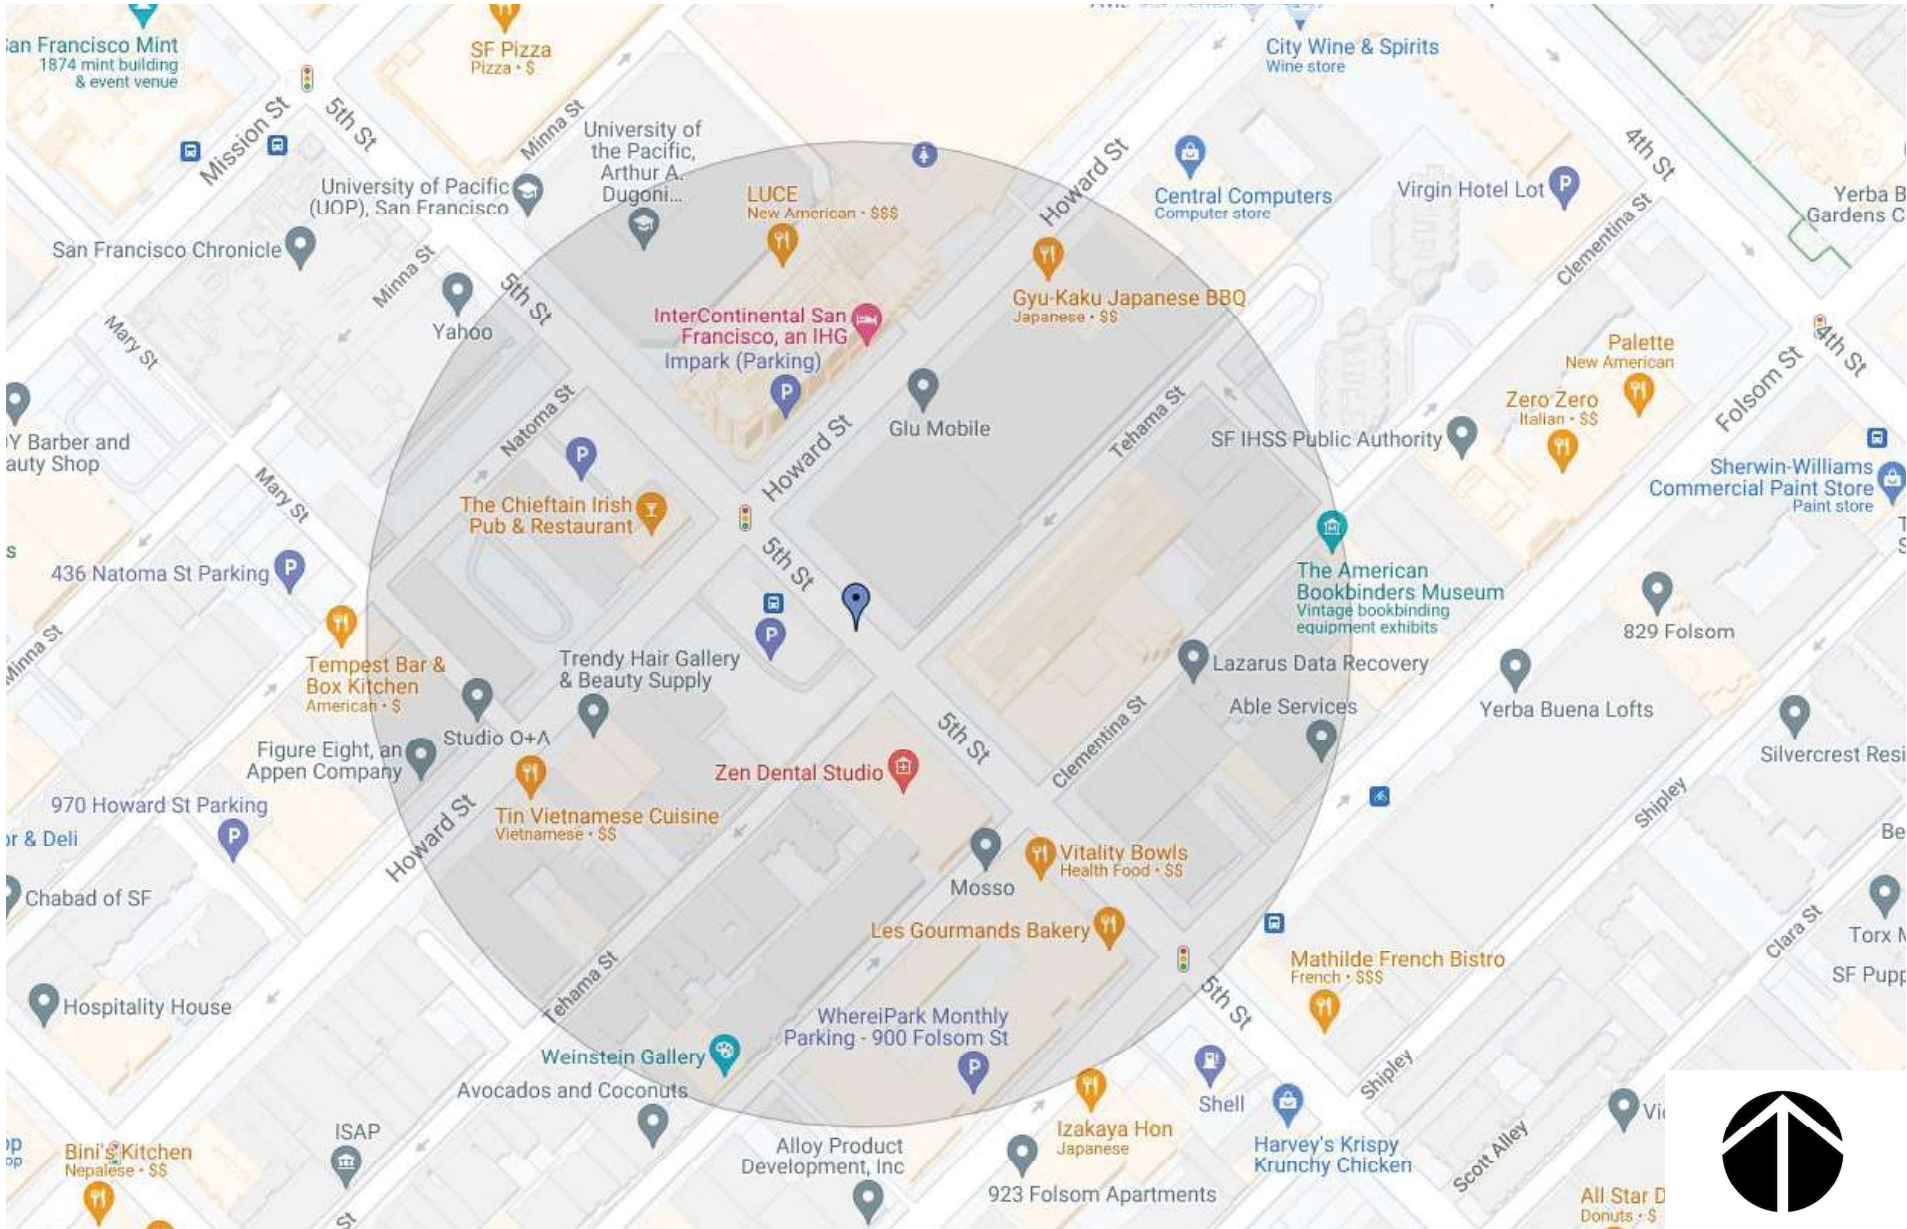 San Francisco Mint
1874 mint building
& event venue
SF Pizza
Pizza • $
City Wine & Spirits
Wine store
Mission St
5th St
Minna St
University of
the Pacific,
Arthur A.
Dugoni...
University of Pacific
(UOP), San Francisco
LUCE
New American • $$$
Howard St
Central Computers
Computer store
Virgin Hotel Lot
4th St
Clementina St
Yerba B
Gardens C
San Francisco Chronicle
Minna St
5th St
Yahoo
Mary St
InterContinental San
Francisco, an IHG
Impark (Parking)
Gyu-Kaku Japanese BBQ
Japanese • $$
Glu Mobile
Palette
New American
4th St
Folsom St
Zero Zero
Italian • $$
Natoma St
Howard St
Tehama St
SF IHSS Public Authority
Y Barber and
auty Shop
Mary St
P
P
P
The Chieftain Irish
Pub & Restaurant
Sherwin-Williams
Commercial Paint Store
Paint store
s
436 Natoma St Parking
P
5th St
The American
Bookbinders Museum
Vintage bookbinding
equipment exhibits
829 Folsom
Minna St
Tempest Bar &
Box Kitchen
American • $
P
Trendy Hair Gallery
& Beauty Supply
Lazarus Data Recovery
Able Services
Yerba Buena Lofts
Studio O+A
5th St
Clementina St
Figure Eight, an
Appen Company
Zen Dental Studio
Silvercrest Resi
970 Howard St Parking
P
Tin Vietnamese Cuisine
Vietnamese • $$
Howard St
Shipley
or & Deli
Be
Vitality Bowls
Health Food • $$
Mosso
Chabad of SF
Les Gourmands Bakery
Clara St
Torx
Mathilde French Bistro
French • $$$
SF Pupp
5th St
Hospitality House
Tehama St
WhereiPark Monthly
Parking - 900 Folsom St
P
Weinstein Gallery
Avocados and Coconuts
Shipley
Shell
Izakaya Hon
Japanese
Harvey's Krispy
Krunchy Chicken
ISAP
Bini's Kitchen
Nepalese • $$
Alloy Product
Development, Inc
923 Folsom Apartments
Scott Alley
All Star D
Donuts • $
St